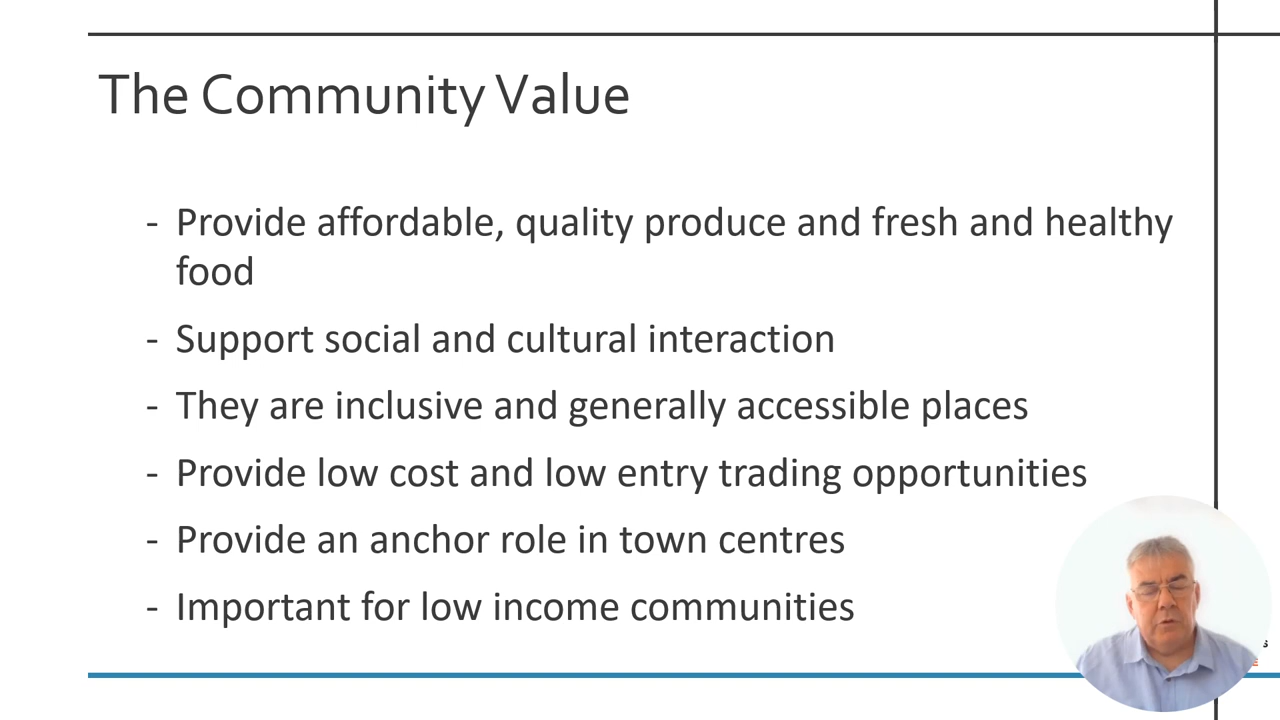 The Community Value
- Provide affordable, quality produce and fresh and healthy
food
- Support social and cultural interaction
- They are inclusive and generally accessible places
- Provide low cost and low entry trading opportunities
- Provide an anchor role in town centres
- Important for low income communities